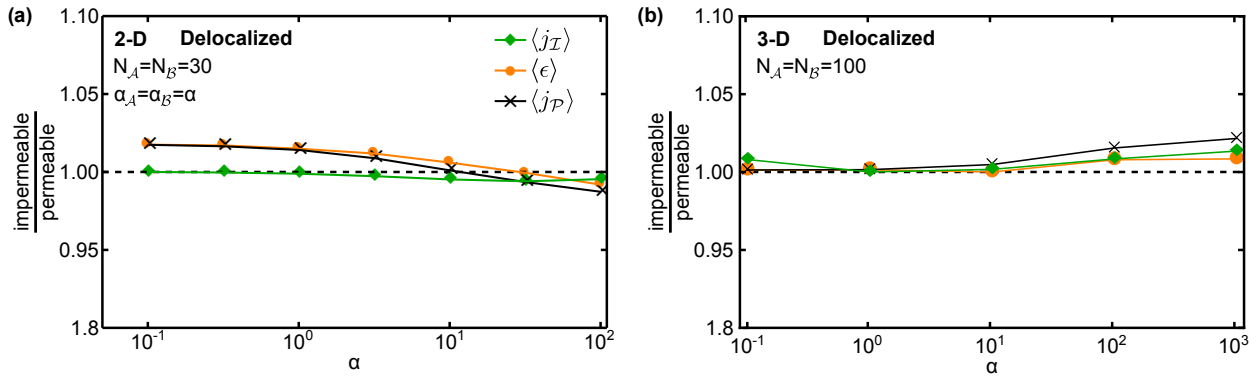 (a)
1.10
1.05
1.00
0.95
1.8
impermeable
permeable
2-D Delocalized
N𝒜=Nℬ=30
α𝒜=αℬ=α
⟨jℐ⟩
⟨ϵ⟩
⟨j𝒫⟩
10⁻¹
10⁰
10¹
10²
α
(b)
1.10
1.05
1.00
0.95
1.8
impermeable
permeable
3-D Delocalized
N𝒜=Nℬ=100
10⁻¹
10⁰
10¹
10²
10³
α